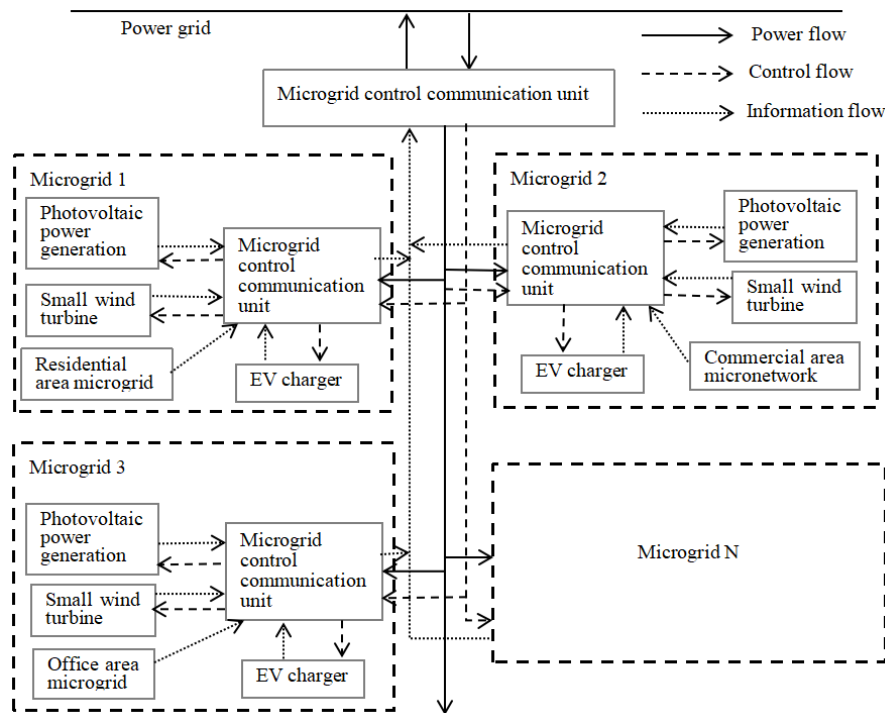 Power grid
Power flow
Control flow
Information flow
Microgrid control communication unit
Microgrid 1
Photovoltaic
power
generation
Small wind
turbine
Residential
area microgrid
Microgrid
control
communication
unit
EV charger
Microgrid 2
Microgrid
control
communication
unit
Photovoltaic
power
generation
Small wind
turbine
EV charger
Commercial area
micronetwork
Microgrid 3
Photovoltaic
power
generation
Small wind
turbine
Office area
microgrid
Microgrid
control
communication
unit
EV charger
Microgrid N